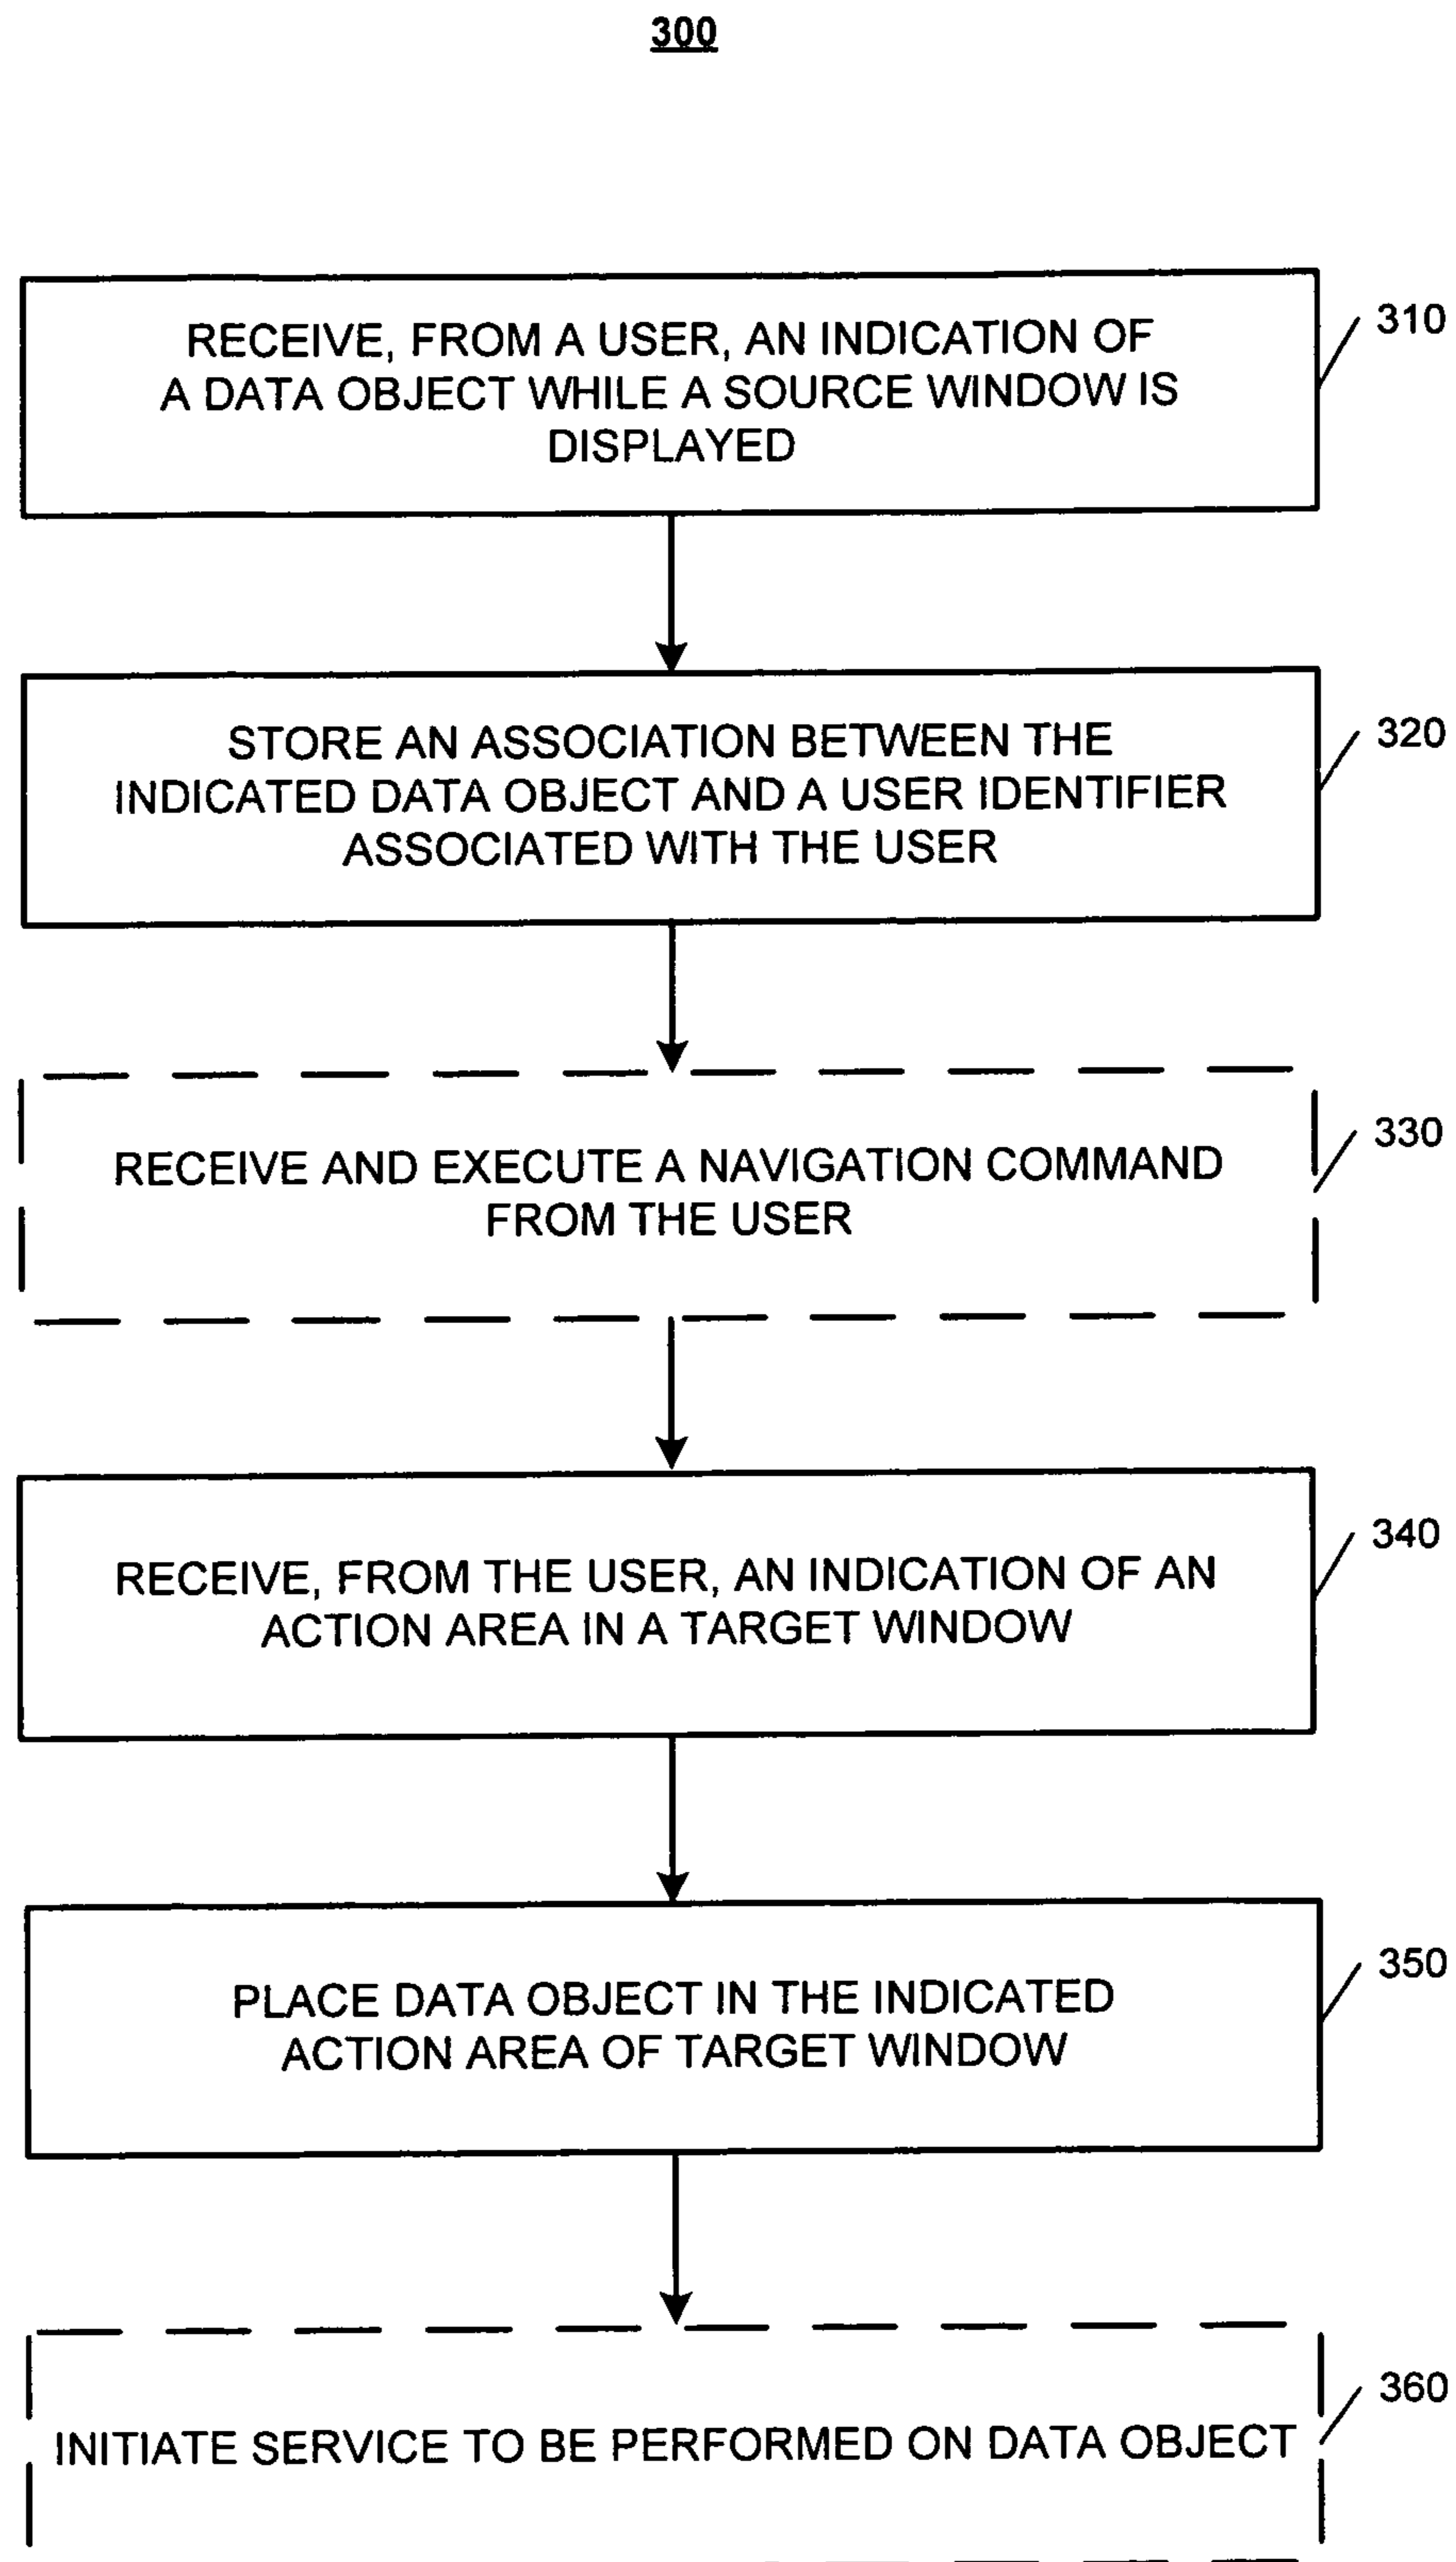 300
RECEIVE, FROM A USER, AN INDICATION OF
A DATA OBJECT WHILE A SOURCE WINDOW IS
DISPLAYED
310
STORE AN ASSOCIATION BETWEEN THE
INDICATED DATA OBJECT AND A USER IDENTIFIER
ASSOCIATED WITH THE USER
320
RECEIVE AND EXECUTE A NAVIGATION COMMAND
FROM THE USER
330
RECEIVE, FROM THE USER, AN INDICATION OF AN
ACTION AREA IN A TARGET WINDOW
340
PLACE DATA OBJECT IN THE INDICATED
ACTION AREA OF TARGET WINDOW
350
INITIATE SERVICE TO BE PERFORMED ON DATA OBJECT
360